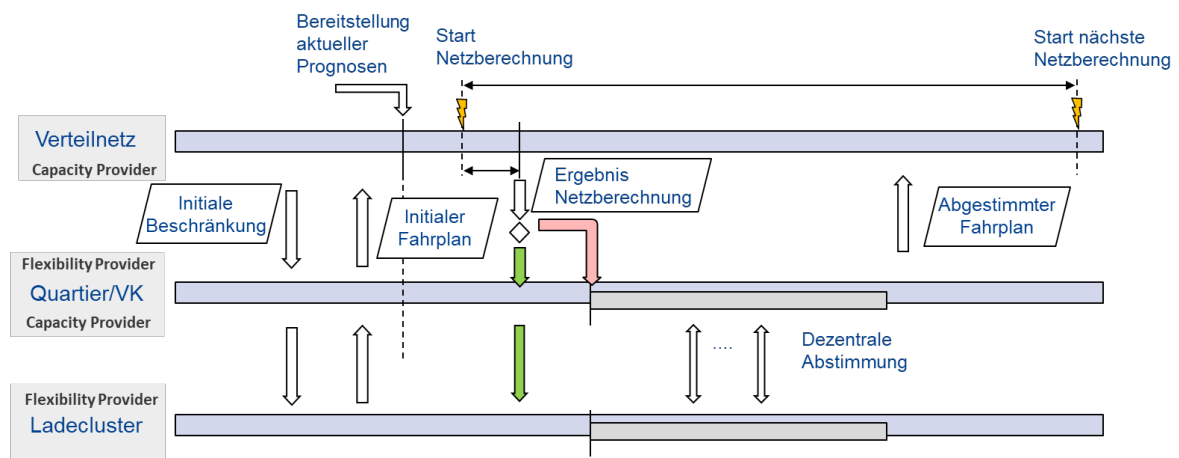 Bereitstellung
aktueller
Prognosen
Start
Netzberechnung
Start nächste
Netzberechnung
Verteilnetz
Capacity Provider
Initiale
Beschränkung
Initialer
Fahrplan
Ergebnis
Netzberechnung
Abgestimmter
Fahrplan
Flexibility Provider
Quartier/VK
Capacity Provider
....
Dezentrale
Abstimmung
Flexibility Provider
Ladecluster